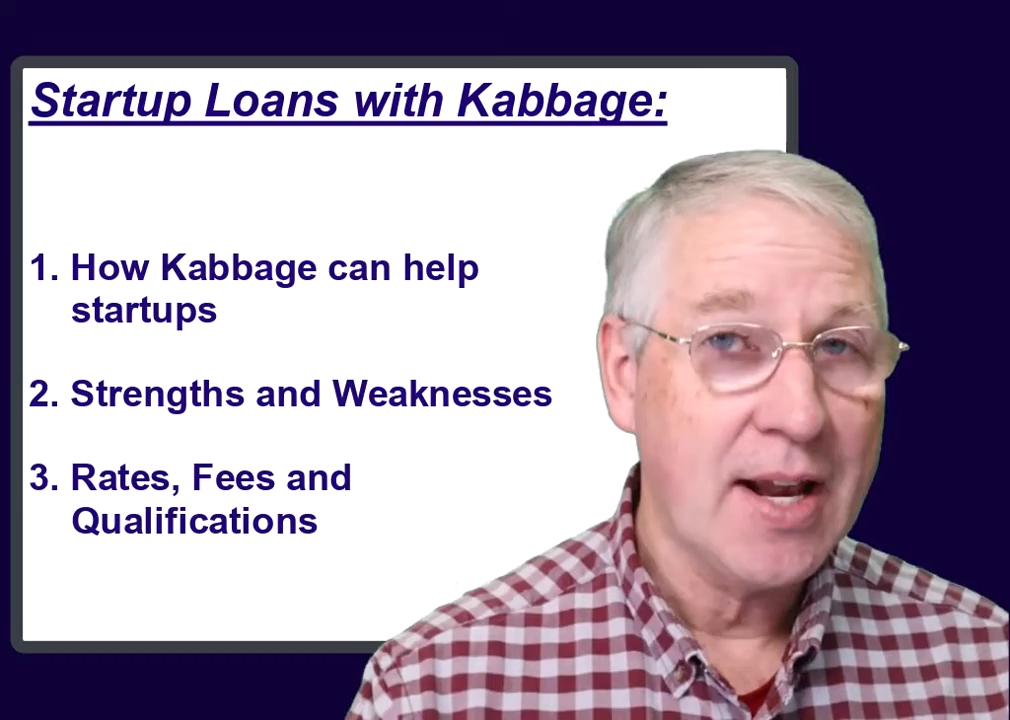 Startup Loans with Kabbage:
1. How Kabbage can help
startups
2. Strengths and Weaknesses
3. Rates, Fees and
Qualifications